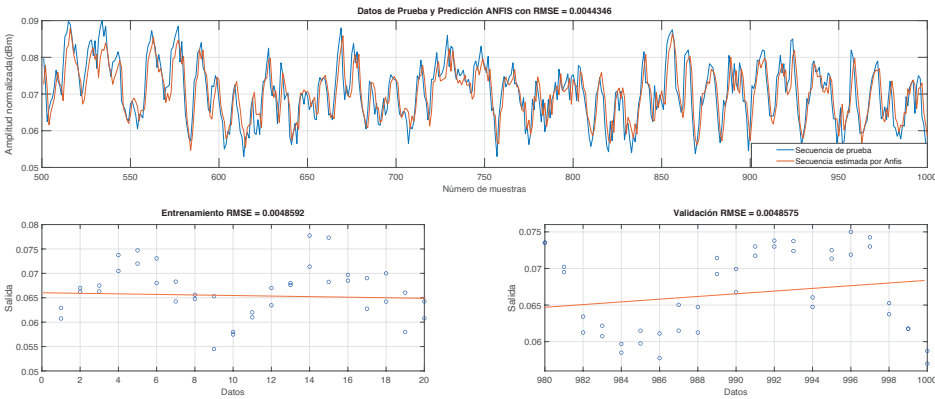 Datos de Prueba y Predicción ANFIS con RMSE = 0.0044346
Amplitud normalizada(dBm)
0.09
0.08
0.07
0.06
0.05
500 550 600 650 700 750 800 850 900 950 1000
Número de muestras
Secuencia de prueba
Secuencia estimada por Anfis
Entrenamiento RMSE = 0.0048592
Salida
0.08
0.075
0.07
0.065
0.06
0.055
0.05
0 2 4 6 8 10 12 14 16 18 20
Datos
Validación RMSE = 0.0048575
Salida
0.075
0.07
0.065
0.06
980 982 984 986 988 990 992 994 996 998 1000
Datos